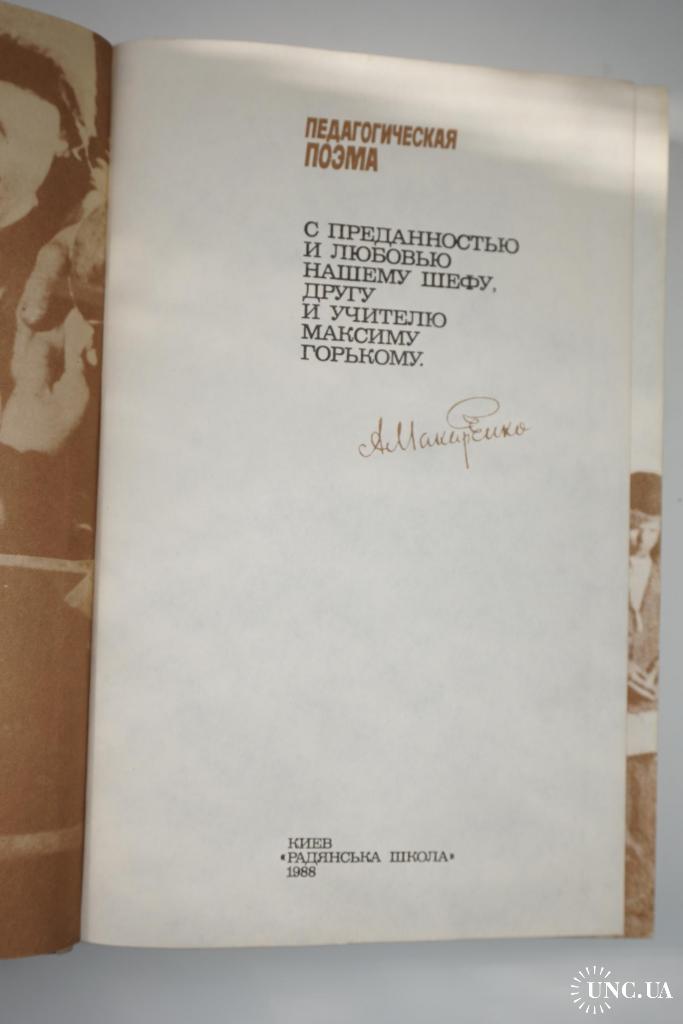 ПЕДАГОГИЧЕСКАЯ
ПОЭМА
С ПРЕДАННОСТЬЮ
И ЛЮБОВЬЮ
НАШЕМУ ШЕФУ,
ДРУГУ
И УЧИТЕЛЮ
МАКСИМУ
ГОРЬКОМУ.
А Макаренко
КИЕВ
«РАДЯНСЬКА ШКОЛА»
1988
UNC.UA